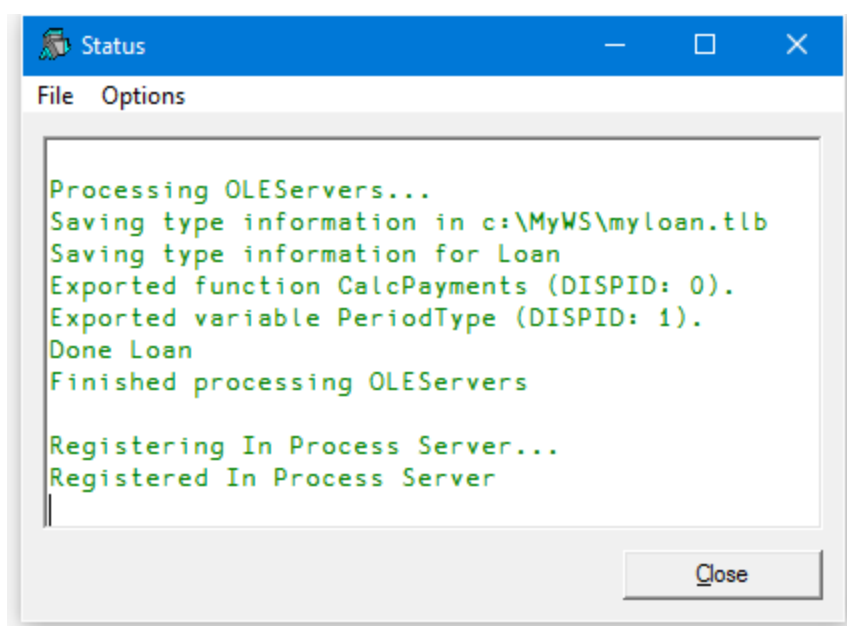 Status
File Options
Processing OLEServers...
Saving type information in c:\MyWS\myloan.tlb
Saving type information for Loan
Exported function CalcPayments (DISPID: 0).
Exported variable PeriodType (DISPID: 1).
Done Loan
Finished processing OLEServers
Registering In Process Server...
Registered In Process Server
Close